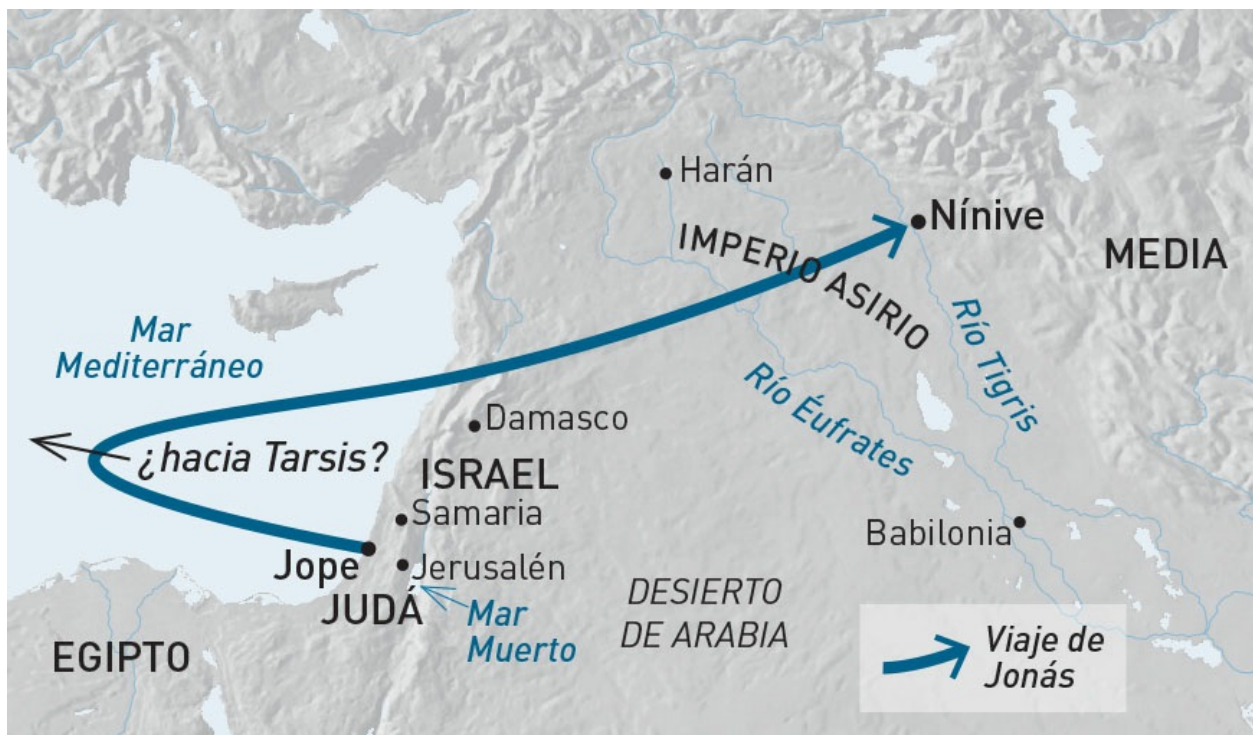 Harán
Nínive
IMPERIO ASIRIO
MEDIA
Mar
Mediterráneo
Río Tigris
Río Éufrates
Damasco
¿hacia Tarsis?
ISRAEL
Samaria
Babilonia
Jope
Jerusalén
JUDÁ
Mar
Muerto
DESIERTO
DE ARABIA
EGIPTO
Viaje de
Jonás